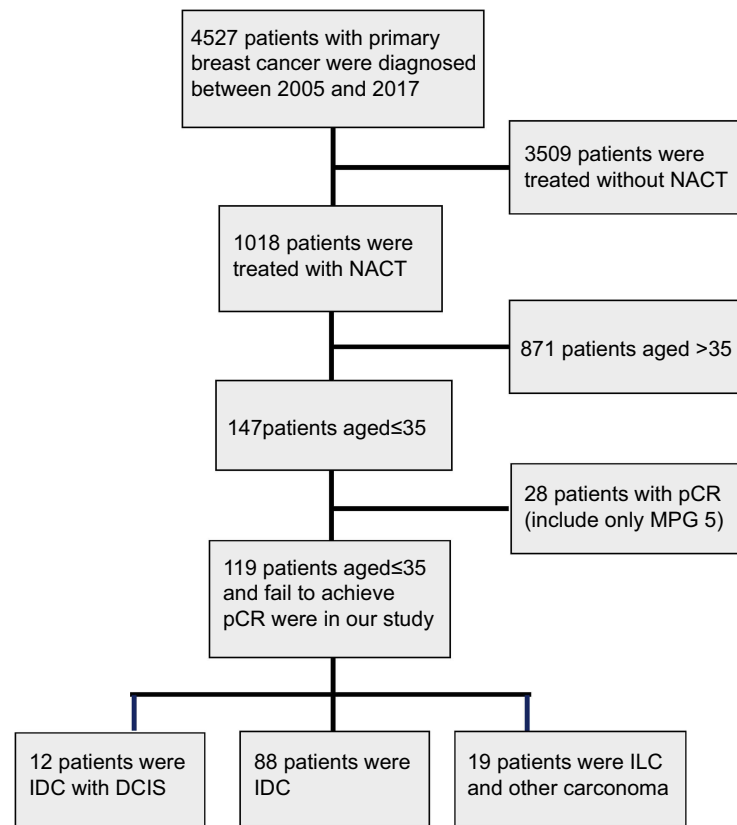 4527 patients with primary
breast cancer were diagnosed
between 2005 and 2017
3509 patients were
treated without NACT
1018 patients were
treated with NACT
871 patients aged >35
147patients aged≤35
28 patients with pCR
(include only MPG 5)
119 patients aged≤35
and fail to achieve
pCR were in our study
12 patients were
IDC with DCIS
88 patients were
IDC
19 patients were ILC
and other carconoma